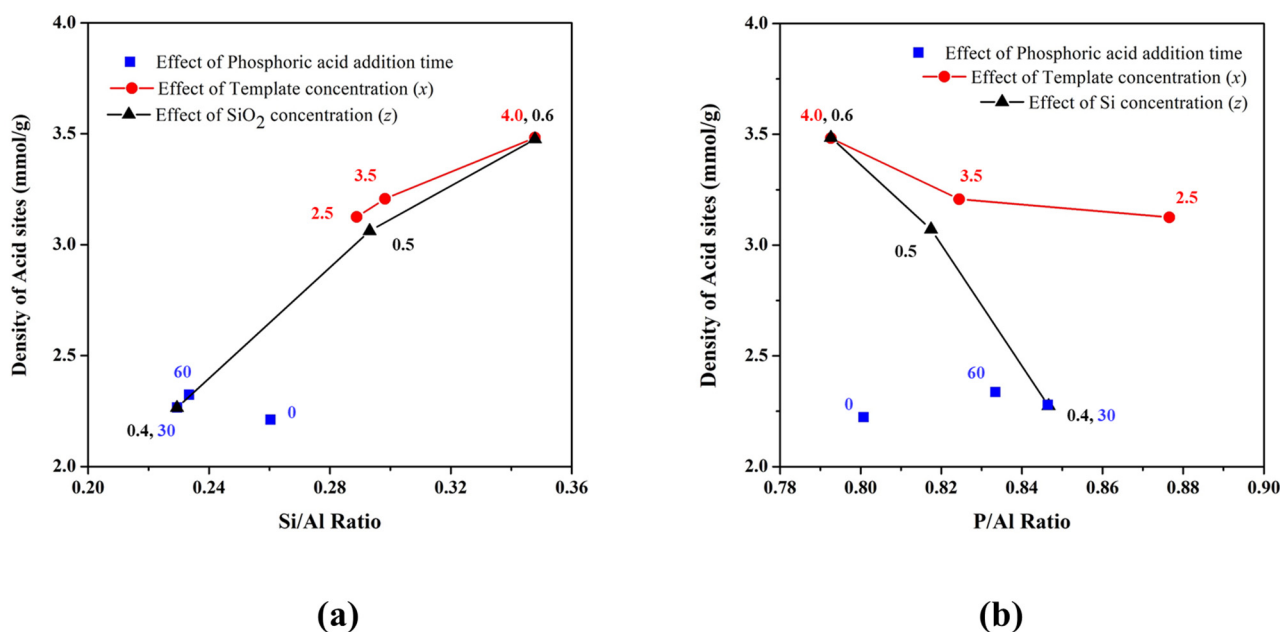 4.0
3.5
3.0
2.5
2.0
Density of Acid sites (mmol/g)
Effect of Phosphoric acid addition time
Effect of Template concentration (x)
Effect of SiO2 concentration (z)
4.0, 0.6
3.5
2.5
0.5
60
0
0.4, 30
0.20 0.24 0.28 0.32 0.36
Si/Al Ratio
(a)
4.0
3.5
3.0
2.5
2.0
Density of Acid sites (mmol/g)
Effect of Phosphoric acid addition time
Effect of Template concentration (x)
Effect of Si concentration (z)
4.0, 0.6
3.5
2.5
0.5
60
0
0.4, 30
0.78 0.80 0.82 0.84 0.86 0.88 0.90
P/Al Ratio
(b)